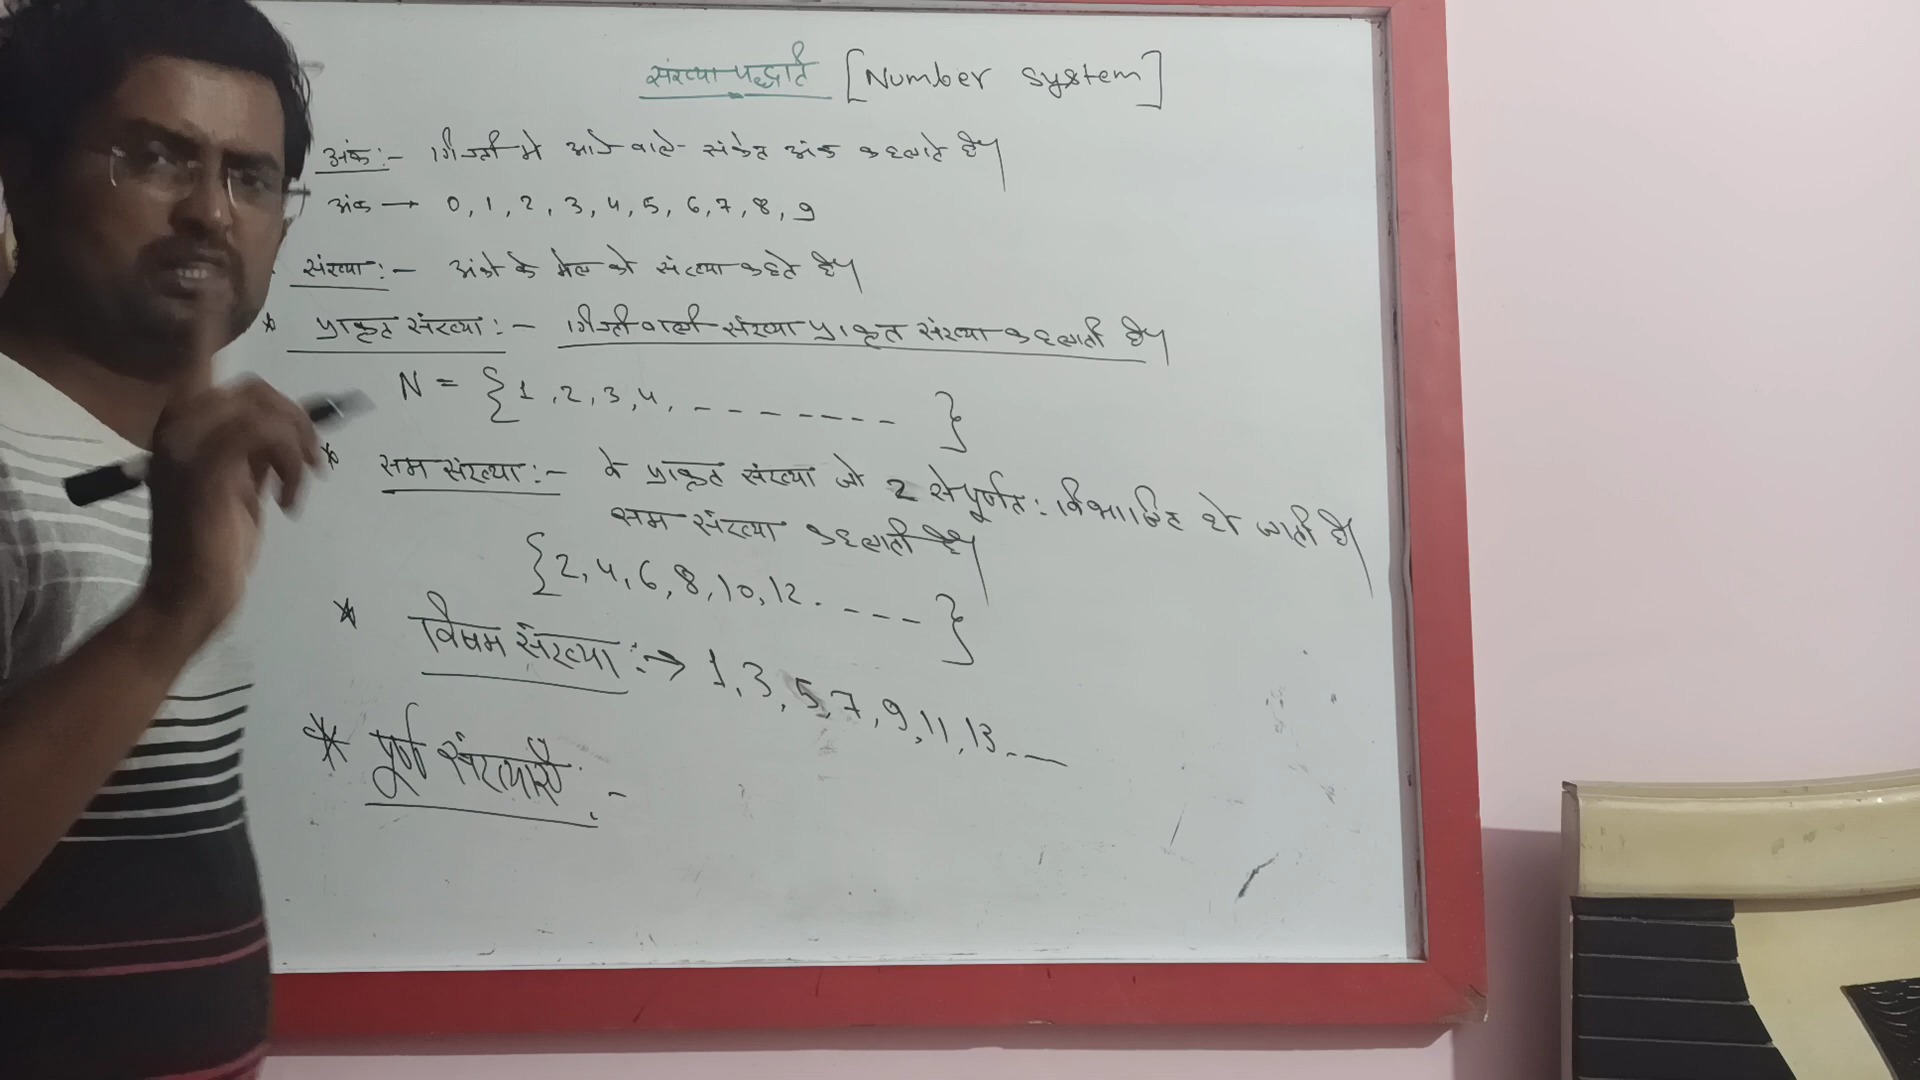 संख्या पद्धति [Number system]
अंक :- गिनती मे आने वाले संकेत अंक कहलाते है।
अंक → 0, 1, 2, 3, 4, 5, 6, 7, 8, 9
संख्या :- अंको के मेल को संख्या कहते है।
* प्राकृत संख्या :- गिनती वाली संख्या प्राकृत संख्या कहलाती है।
N = {1, 2, 3, 4, - - - - - - - - }
* सम संख्या :- वे प्राकृत संख्या जो 2 से पूर्णत: विभाजित हो जाती है।
सम संख्या कहलाती है।
{2, 4, 6, 8, 10, 12. - - - - }
* विषम संख्या :→ 1, 3, 5, 7, 9, 11, 13 - —
* पूर्ण संख्याएँ :-